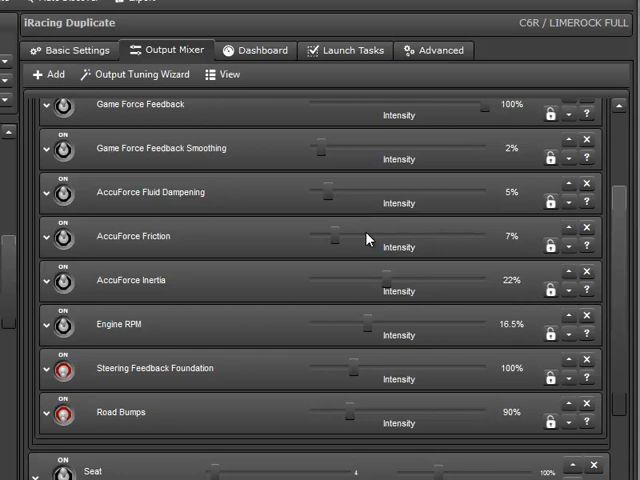 iRacing Duplicate
C6R / LIMEROCK FULL
Basic Settings
Output Mixer
Dashboard
Launch Tasks
Advanced
Add
Output Tuning Wizard
View
Game Force Feedback
100%
Intensity
?
ON
Game Force Feedback Smoothing
2%
Intensity
?
ON
AccuForce Fluid Dampening
5%
Intensity
?
ON
AccuForce Friction
7%
Intensity
?
ON
AccuForce Inertia
22%
Intensity
?
ON
Engine RPM
16.5%
Intensity
?
ON
Steering Feedback Foundation
100%
Intensity
?
ON
Road Bumps
90%
Intensity
?
ON
Seat
4
100%